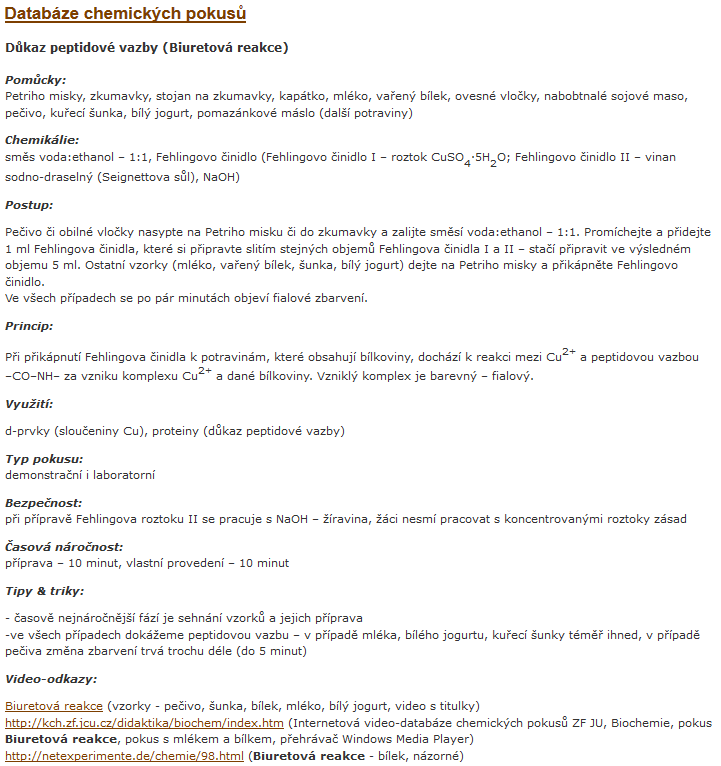 Databáze chemických pokusů
Důkaz peptidové vazby (Biuretová reakce)
Pomůcky:
Petriho misky, zkumavky, stojan na zkumavky, kapátko, mléko, vařený bílek, ovesné vločky, nabobtnalé sojové maso,
pečivo, kuřecí šunka, bílý jogurt, pomazánkové máslo (další potraviny)
Chemikálie:
směs voda:ethanol – 1:1, Fehlingovo činidlo (Fehlingovo činidlo I – roztok CuSO4·5H2O; Fehlingovo činidlo II – vinan
sodno-draselný (Seignettova sůl), NaOH)
Postup:
Pečivo či obilné vločky nasypte na Petriho misku či do zkumavky a zalijte směsí voda:ethanol – 1:1. Promíchejte a přidejte
1 ml Fehlingova činidla, které si připravte slitím stejných objemů Fehlingova činidla I a II – stačí připravit ve výsledném
objemu 5 ml. Ostatní vzorky (mléko, vařený bílek, šunka, bílý jogurt) dejte na Petriho misky a přikápněte Fehlingovo
činidlo.
Ve všech případech se po pár minutách objeví fialové zbarvení.
Princip:
Při přikápnutí Fehlingova činidla k potravinám, které obsahují bílkoviny, dochází k reakci mezi Cu2+ a peptidovou vazbou
–CO–NH– za vzniku komplexu Cu2+ a dané bílkoviny. Vzniklý komplex je barevný – fialový.
Využití:
d-prvky (sloučeniny Cu), proteiny (důkaz peptidové vazby)
Typ pokusu:
demonstrační i laboratorní
Bezpečnost:
při přípravě Fehlingova roztoku II se pracuje s NaOH – žíravina, žáci nesmí pracovat s koncentrovanými roztoky zásad
Časová náročnost:
příprava – 10 minut, vlastní provedení – 10 minut
Tipy & triky:
- časově nejnáročnější fází je sehnání vzorků a jejich příprava
-ve všech případech dokážeme peptidovou vazbu – v případě mléka, bílého jogurtu, kuřecí šunky téměř ihned, v případě
pečiva změna zbarvení trvá trochu déle (do 5 minut)
Video-odkazy:
Biuretová reakce (vzorky - pečivo, šunka, bílek, mléko, bílý jogurt, video s titulky)
http://kch.zf.jcu.cz/didaktika/biochem/index.htm (Internetová video-databáze chemických pokusů ZF JU, Biochemie, pokus
Biuretová reakce, pokus s mlékem a bílkem, přehrávač Windows Media Player)
http://netexperimente.de/chemie/98.html (Biuretová reakce - bílek, názorné)